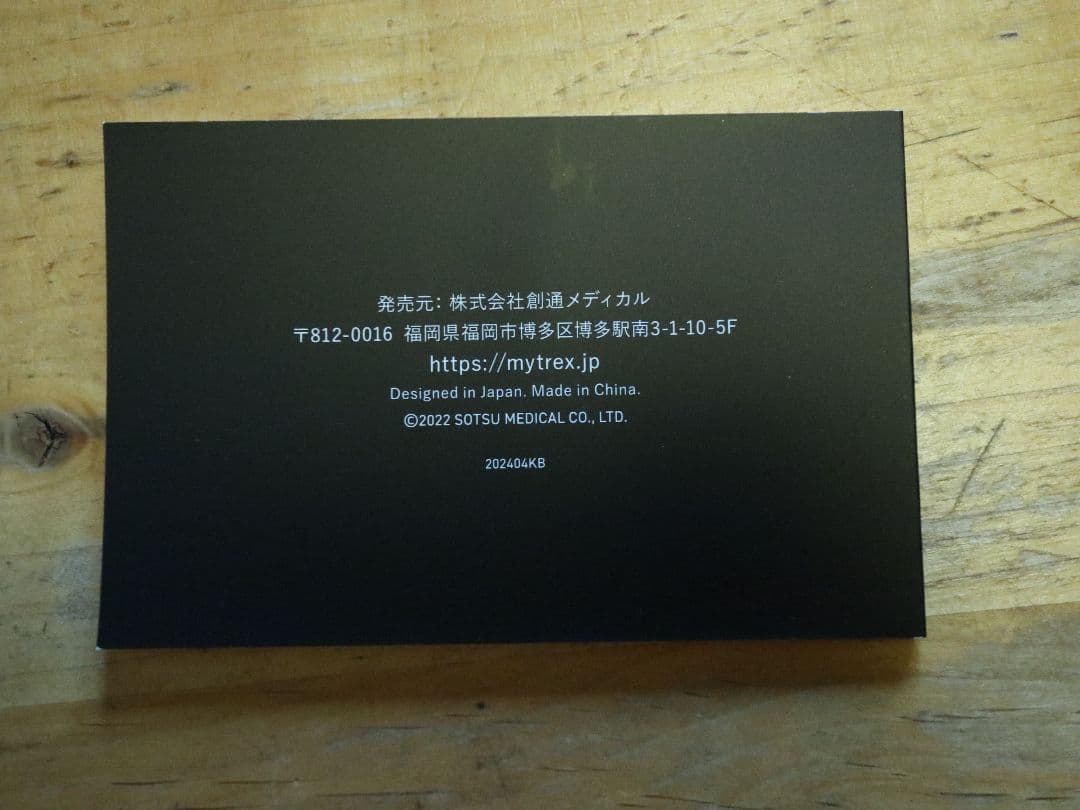 発売元: 株式会社創通メディカル
〒812-0016 福岡県福岡市博多区博多駅南3-1-10-5F
https://mytrex.jp
Designed in Japan. Made in China.
©2022 SOTSU MEDICAL CO., LTD.
202404KB